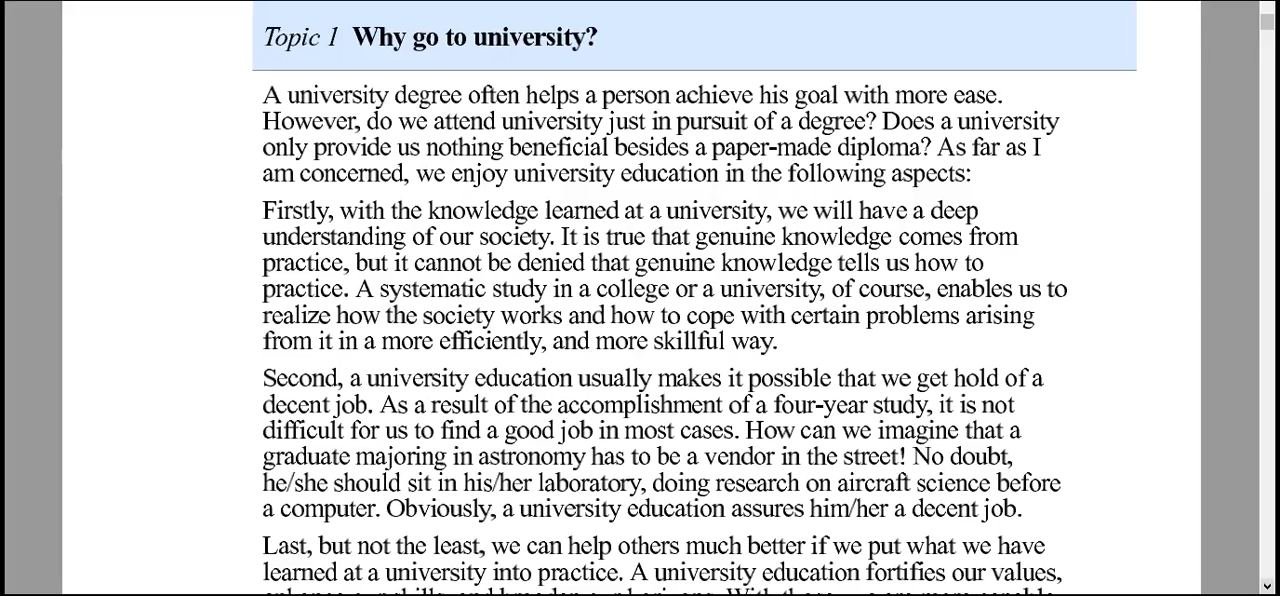 Topic 1 Why go to university?
A university degree often helps a person achieve his goal with more ease.
However, do we attend university just in pursuit of a degree? Does a university
only provide us nothing beneficial besides a paper-made diploma? As far as I
am concerned, we enjoy university education in the following aspects:
Firstly, with the knowledge learned at a university, we will have a deep
understanding of our society. It is true that genuine knowledge comes from
practice, but it cannot be denied that genuine knowledge tells us how to
practice. A systematic study in a college or a university, of course, enables us to
realize how the society works and how to cope with certain problems arising
from it in a more efficiently, and more skillful way.
Second, a university education usually makes it possible that we get hold of a
decent job. As a result of the accomplishment of a four-year study, it is not
difficult for us to find a good job in most cases. How can we imagine that a
graduate majoring in astronomy has to be a vendor in the street! No doubt,
he/she should sit in his/her laboratory, doing research on aircraft science before
a computer. Obviously, a university education assures him/her a decent job.
Last, but not the least, we can help others much better if we put what we have
learned at a university into practice. A university education fortifies our values,